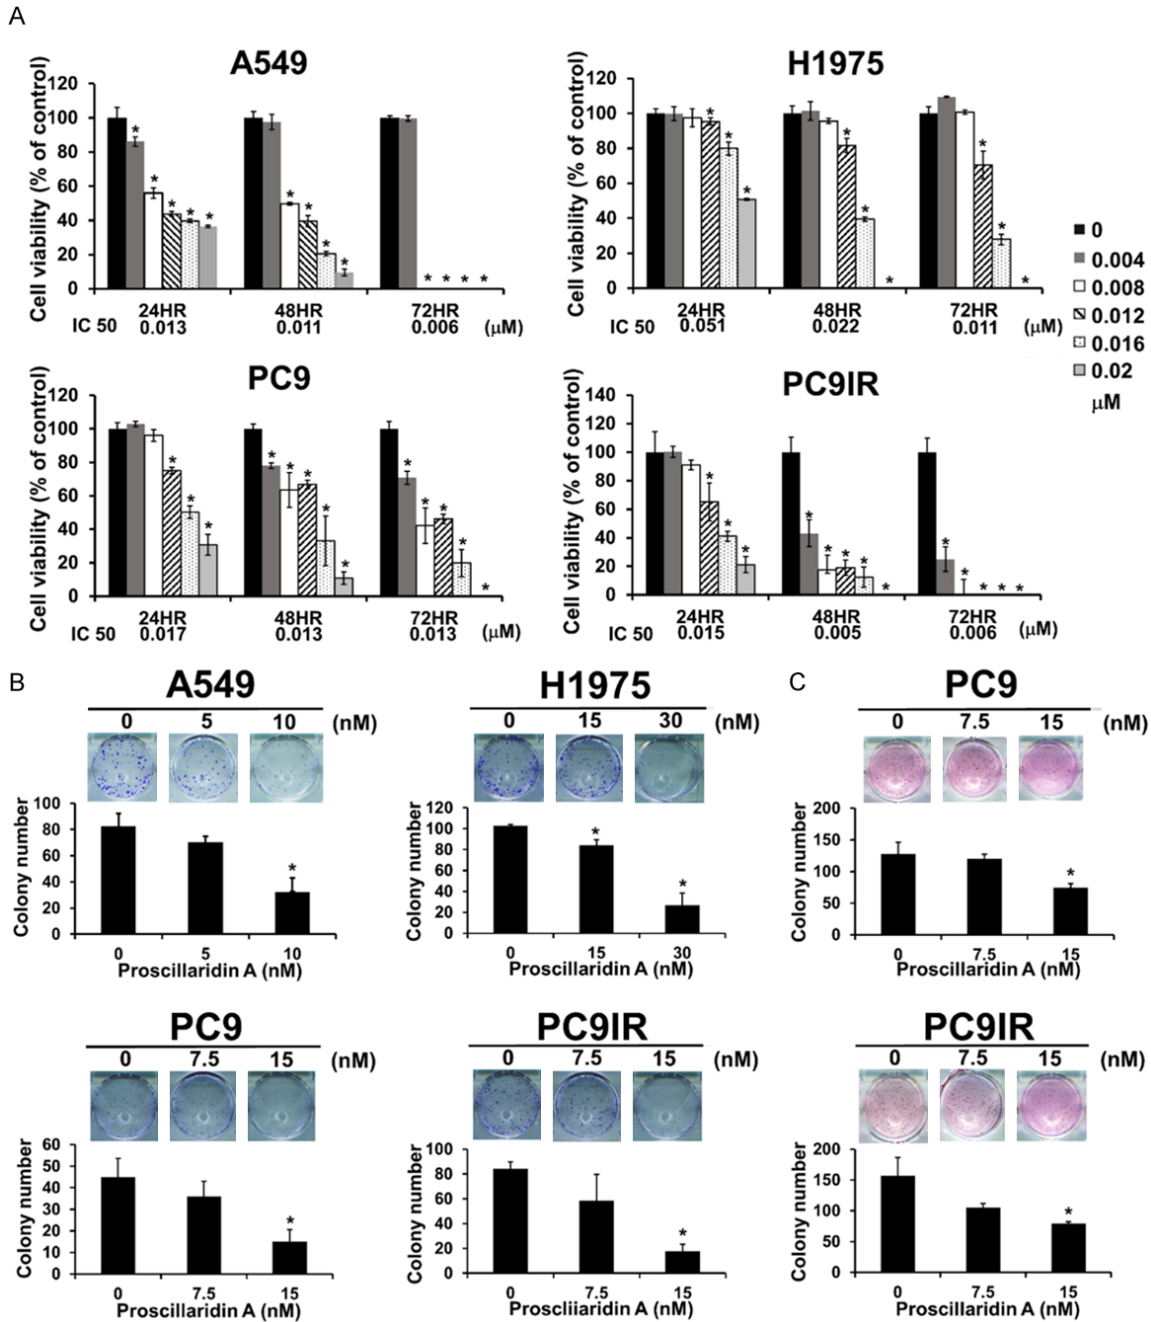 A
A549
Cell viability (% of control)
120
100
80
60
40
20
0
* * * * *
* * * *
* * * *
24HR 48HR 72HR
IC 50 0.013 0.011 0.006 (µM)
H1975
Cell viability (% of control)
120
100
80
60
40
20
0
* * *
* * *
* * *
24HR 48HR 72HR
IC 50 0.051 0.022 0.011 (µM)
0
0.004
0.008
0.012
0.016
0.02
µM
PC9
Cell viability (% of control)
120
100
80
60
40
20
0
* * *
* * * * *
* * * * *
24HR 48HR 72HR
IC 50 0.017 0.013 0.013 (µM)
PC9IR
Cell viability (% of control)
140
120
100
80
60
40
20
0
* * *
* * * * *
* * * * *
24HR 48HR 72HR
IC 50 0.015 0.005 0.006 (µM)
B
A549
0 5 10 (nM)
Colony number
100
80
60
40
20
0
*
0 5 10
Proscillaridin A (nM)
H1975
0 15 30 (nM)
Colony number
120
100
80
60
40
20
0
* *
0 15 30
Proscillaridin A (nM)
C
PC9
0 7.5 15 (nM)
Colony number
200
150
100
50
0
*
0 7.5 15
Proscillaridin A (nM)
PC9
0 7.5 15 (nM)
Colony number
60
50
40
30
20
10
0
*
0 7.5 15
Proscillaridin A (nM)
PC9IR
0 7.5 15 (nM)
Colony number
100
80
60
40
20
0
*
0 7.5 15
Prosciiiaridin A (nM)
PC9IR
0 7.5 15 (nM)
Colony number
200
150
100
50
0
*
0 7.5 15
Proscillaridin A (nM)